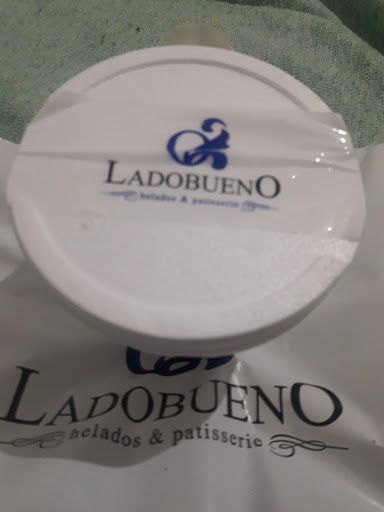 LADOBUENO
helados & patisserie
LADOBUENO
helados & patisserie